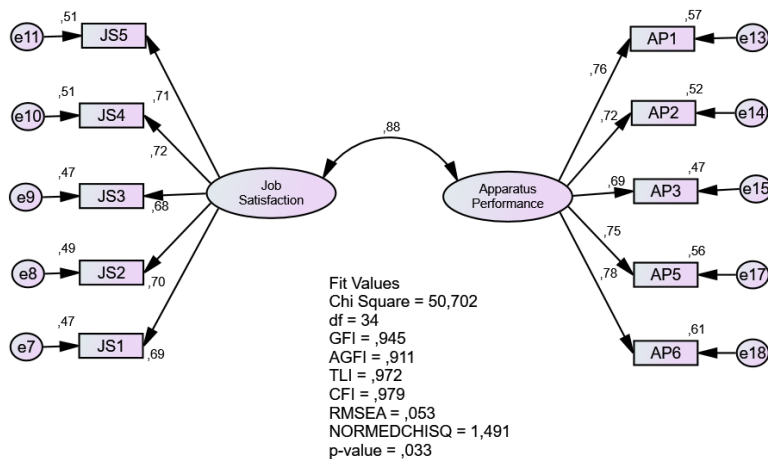 ,51
e11
JS5
,71
,51
e10
JS4
,72
,47
e9
JS3
,68
,49
e8
JS2
,70
,47
e7
JS1
,69
Job
Satisfaction
,88
Apparatus
Performance
,57
AP1
e13
,76
,52
AP2
e14
,72
,47
AP3
e15
,69
,56
AP5
e17
,75
,61
AP6
e18
,78
Fit Values
Chi Square = 50,702
df = 34
GFI = ,945
AGFI = ,911
TLI = ,972
CFI = ,979
RMSEA = ,053
NORMEDCHISQ = 1,491
p-value = ,033